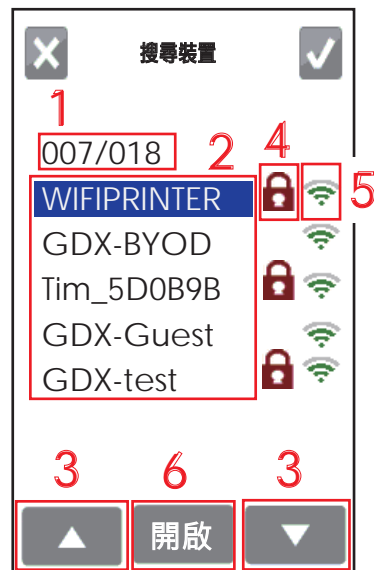 搜尋裝置
1
007/018 2 4
WIFIPRINTER 5
GDX-BYOD
Tim_5D0B9B
GDX-Guest
GDX-test
3 6 3
開啟